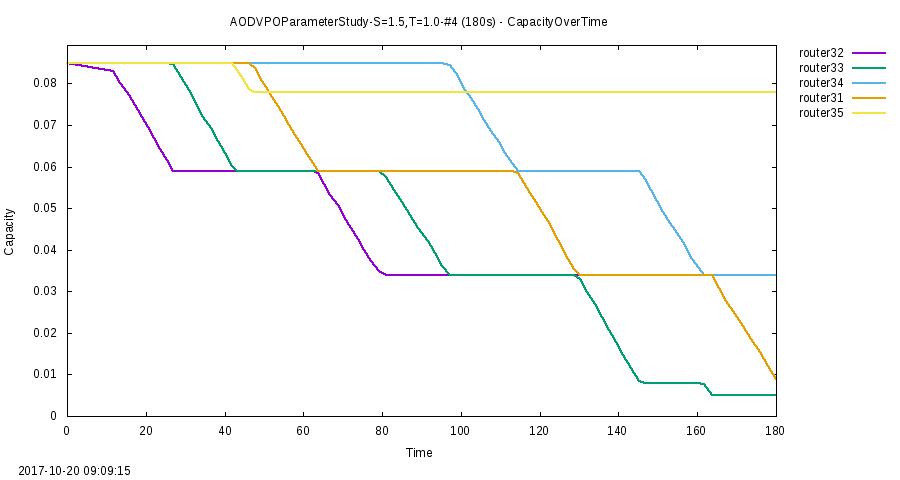 AODVPOParameterStudy-S=1.5,T=1.0-#4 (180s) - CapacityOverTime
router32
router33
router34
router31
router35
Capacity
0.08
0.07
0.06
0.05
0.04
0.03
0.02
0.01
0
0 20 40 60 80 100 120 140 160 180
Time
2017-10-20 09:09:15